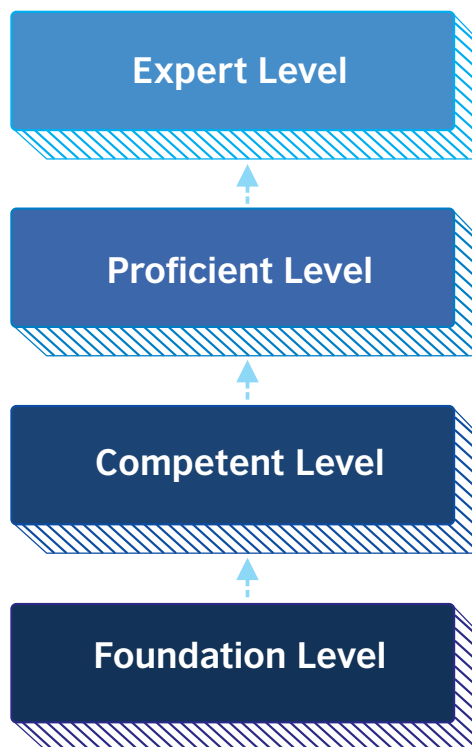 Expert Level
Proficient Level
Competent Level
Foundation Level